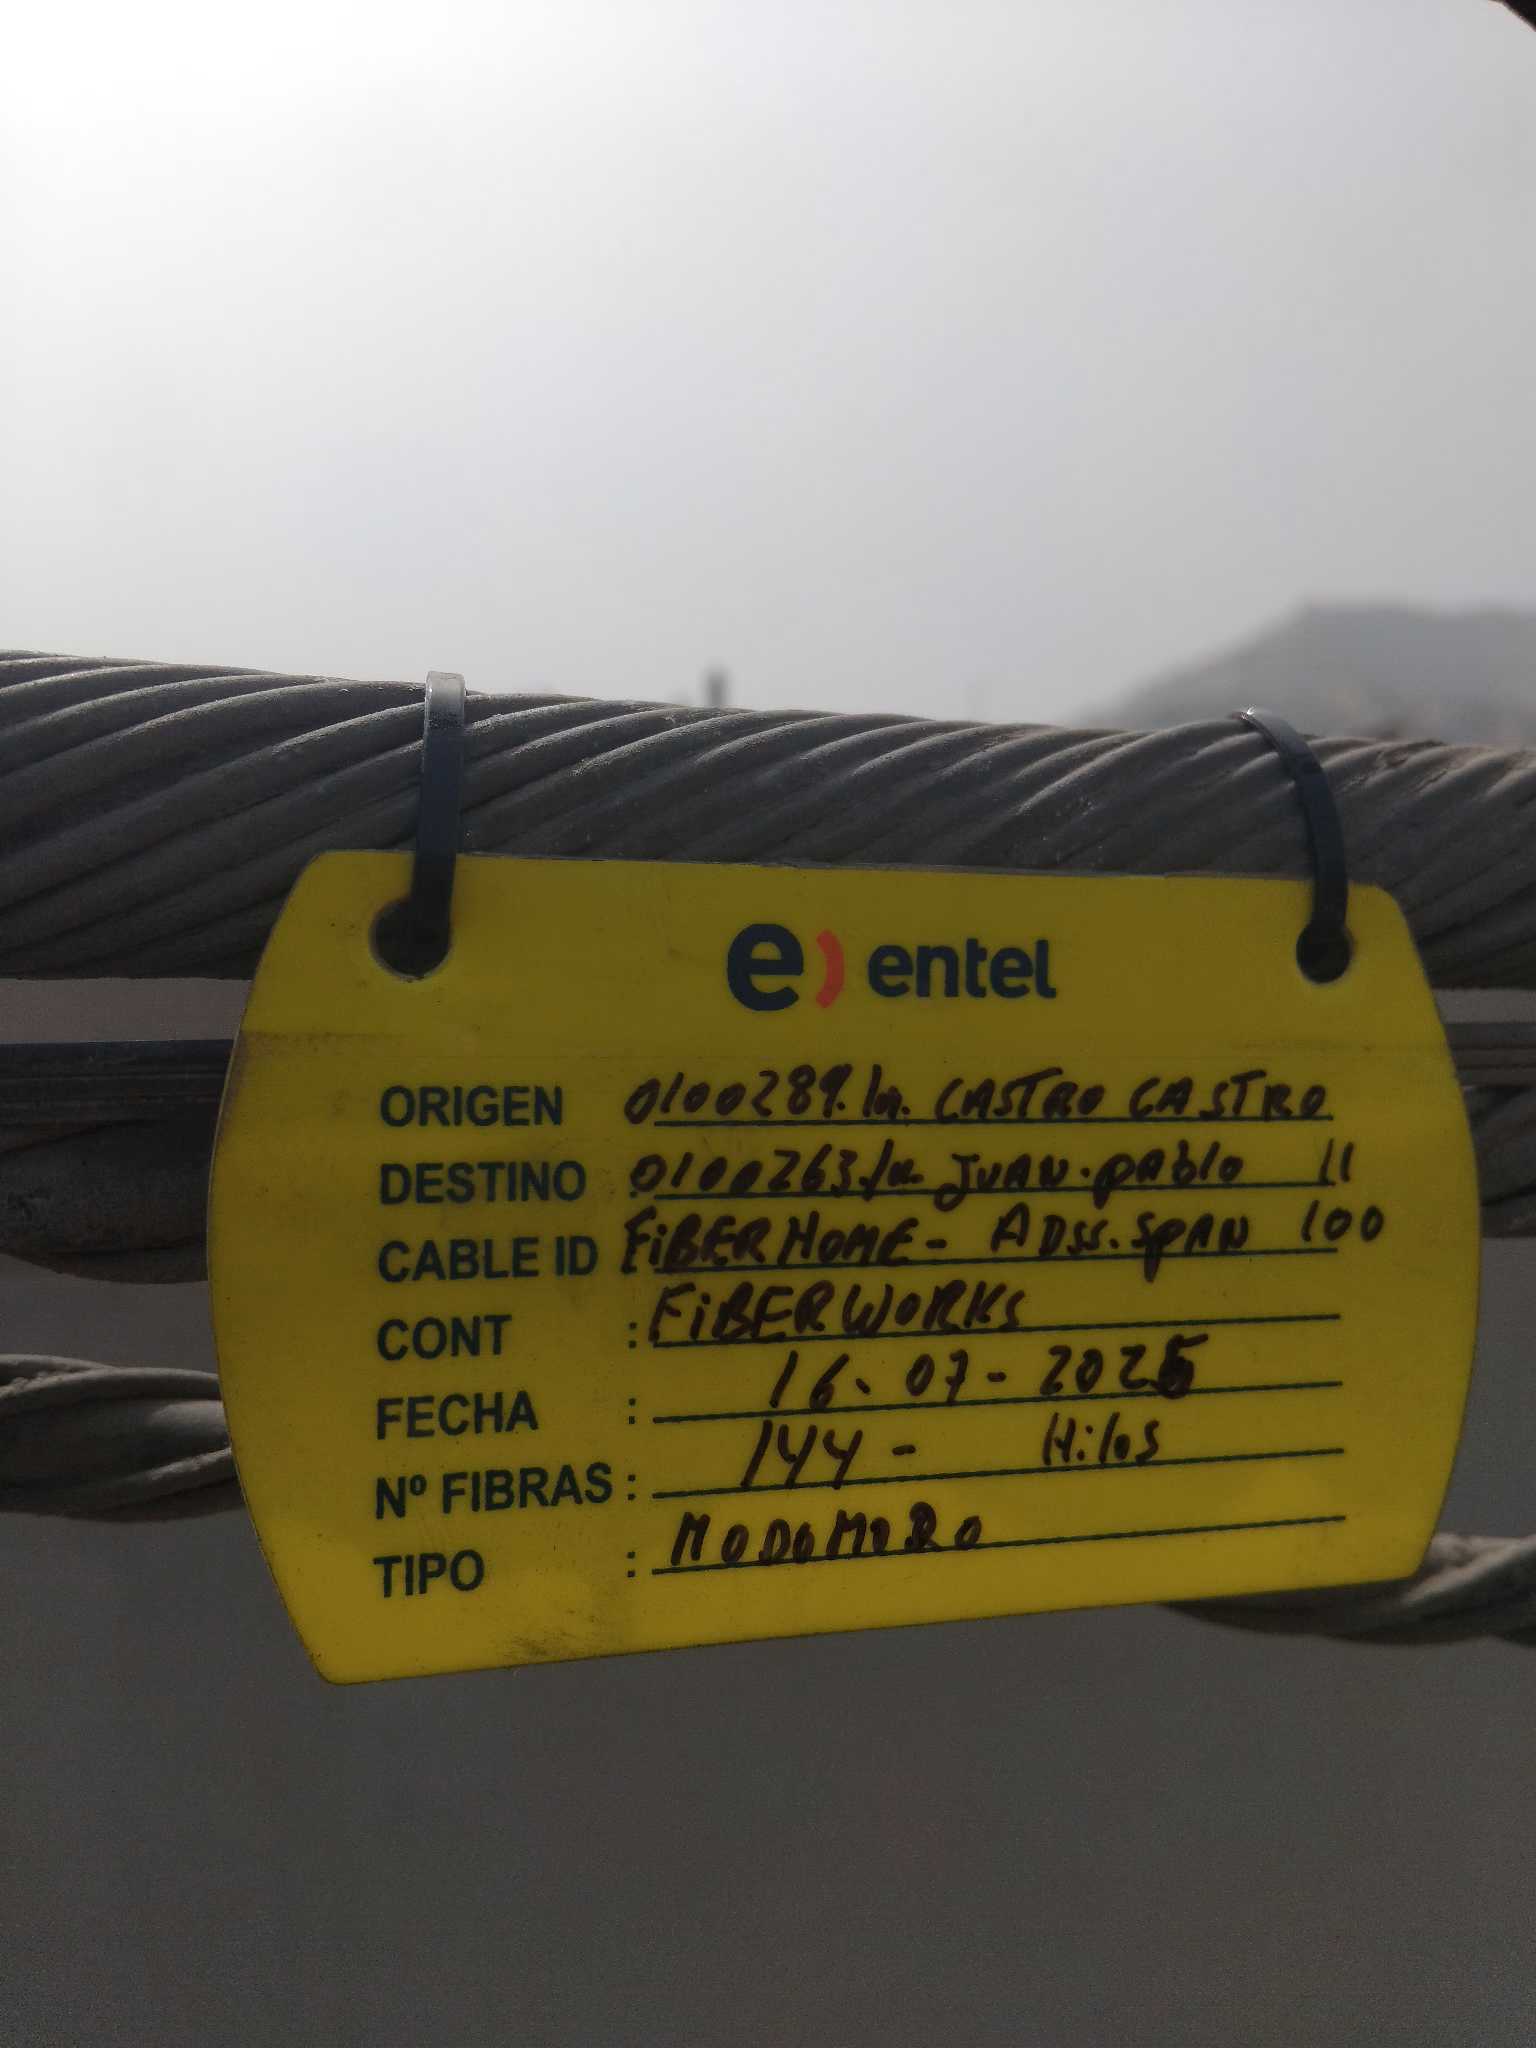 e) entel
ORIGEN 0100289.lM. CASTRO CASTRO
DESTINO : 0100263.lM. JUAN. PABLO II
CABLE ID : FiBERHOME - ADSS. SPAN 100
CONT : FiBERWORKS
FECHA : 16. 07 - 2025
Nº FIBRAS : 144 - Hilos
TIPO : MODOMORO